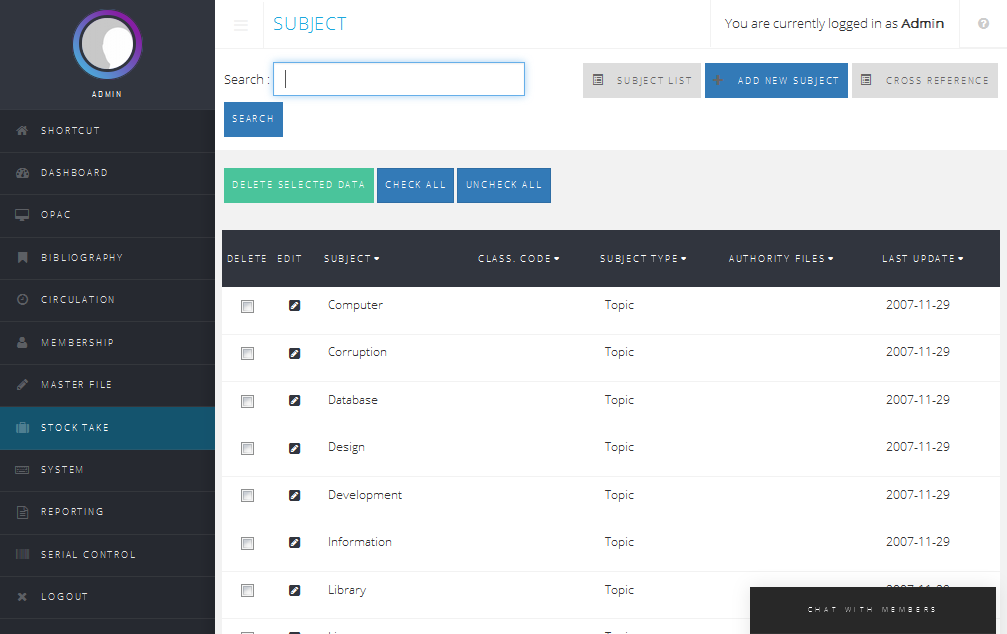 ADMIN
SHORTCUT
DASHBOARD
OPAC
BIBLIOGRAPHY
CIRCULATION
MEMBERSHIP
MASTER FILE
STOCK TAKE
SYSTEM
REPORTING
SERIAL CONTROL
LOGOUT
SUBJECT
You are currently logged in as Admin
Search :
SUBJECT LIST ADD NEW SUBJECT CROSS REFERENCE
SEARCH
DELETE SELECTED DATA CHECK ALL UNCHECK ALL
DELETE EDIT SUBJECT CLASS. CODE SUBJECT TYPE AUTHORITY FILES LAST UPDATE
Computer Topic 2007-11-29
Corruption Topic 2007-11-29
Database Topic 2007-11-29
Design Topic 2007-11-29
Development Topic 2007-11-29
Information Topic 2007-11-29
Library Topic
CHAT WITH MEMBERS